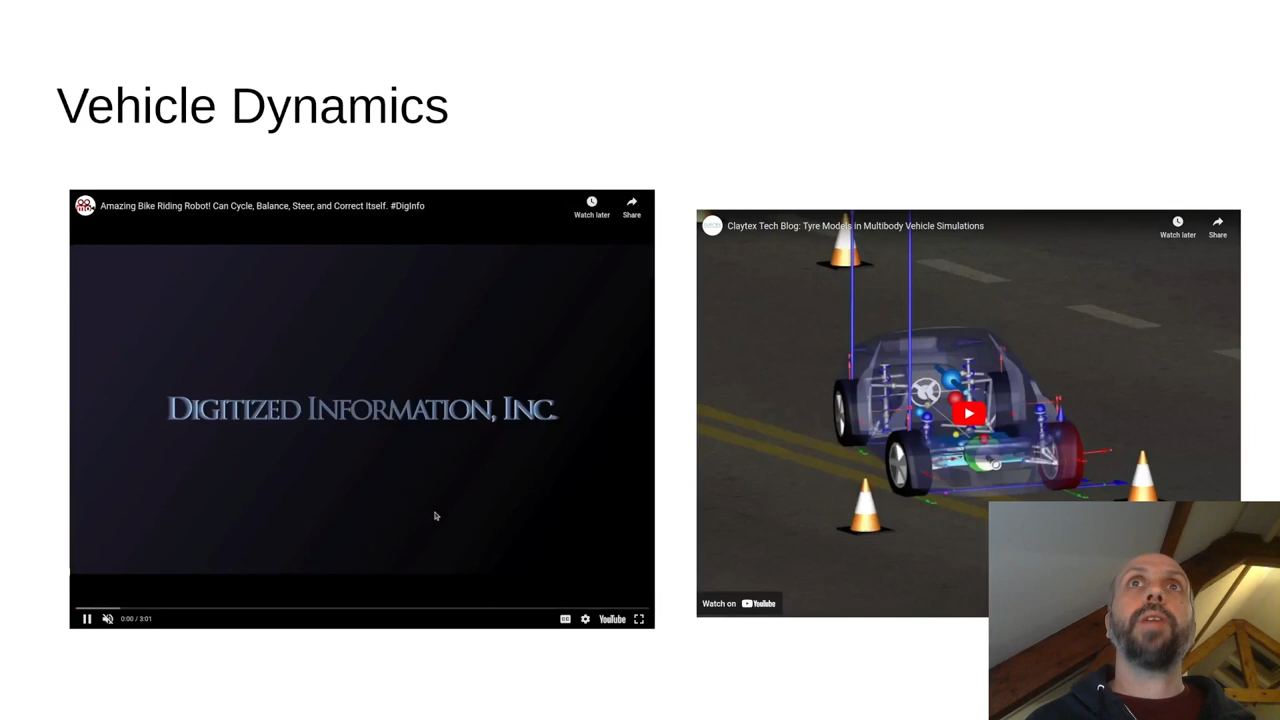 Vehicle Dynamics
Amazing Bike Riding Robot! Can Cycle, Balance, Steer, and Correct Itself. #DigInfo
Watch later
Share
DIGITIZED INFORMATION, INC.
0:00 / 3:01
CC
YouTube
Claytex Tech Blog: Tyre Models in Multibody Vehicle Simulations
Watch later
Share
Watch on YouTube